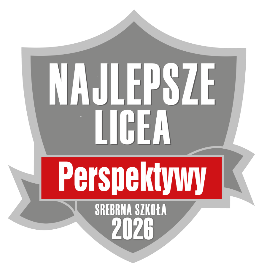 NAJLEPSZE
LICEA
Perspektywy
SREBRNA SZKOŁA
2026